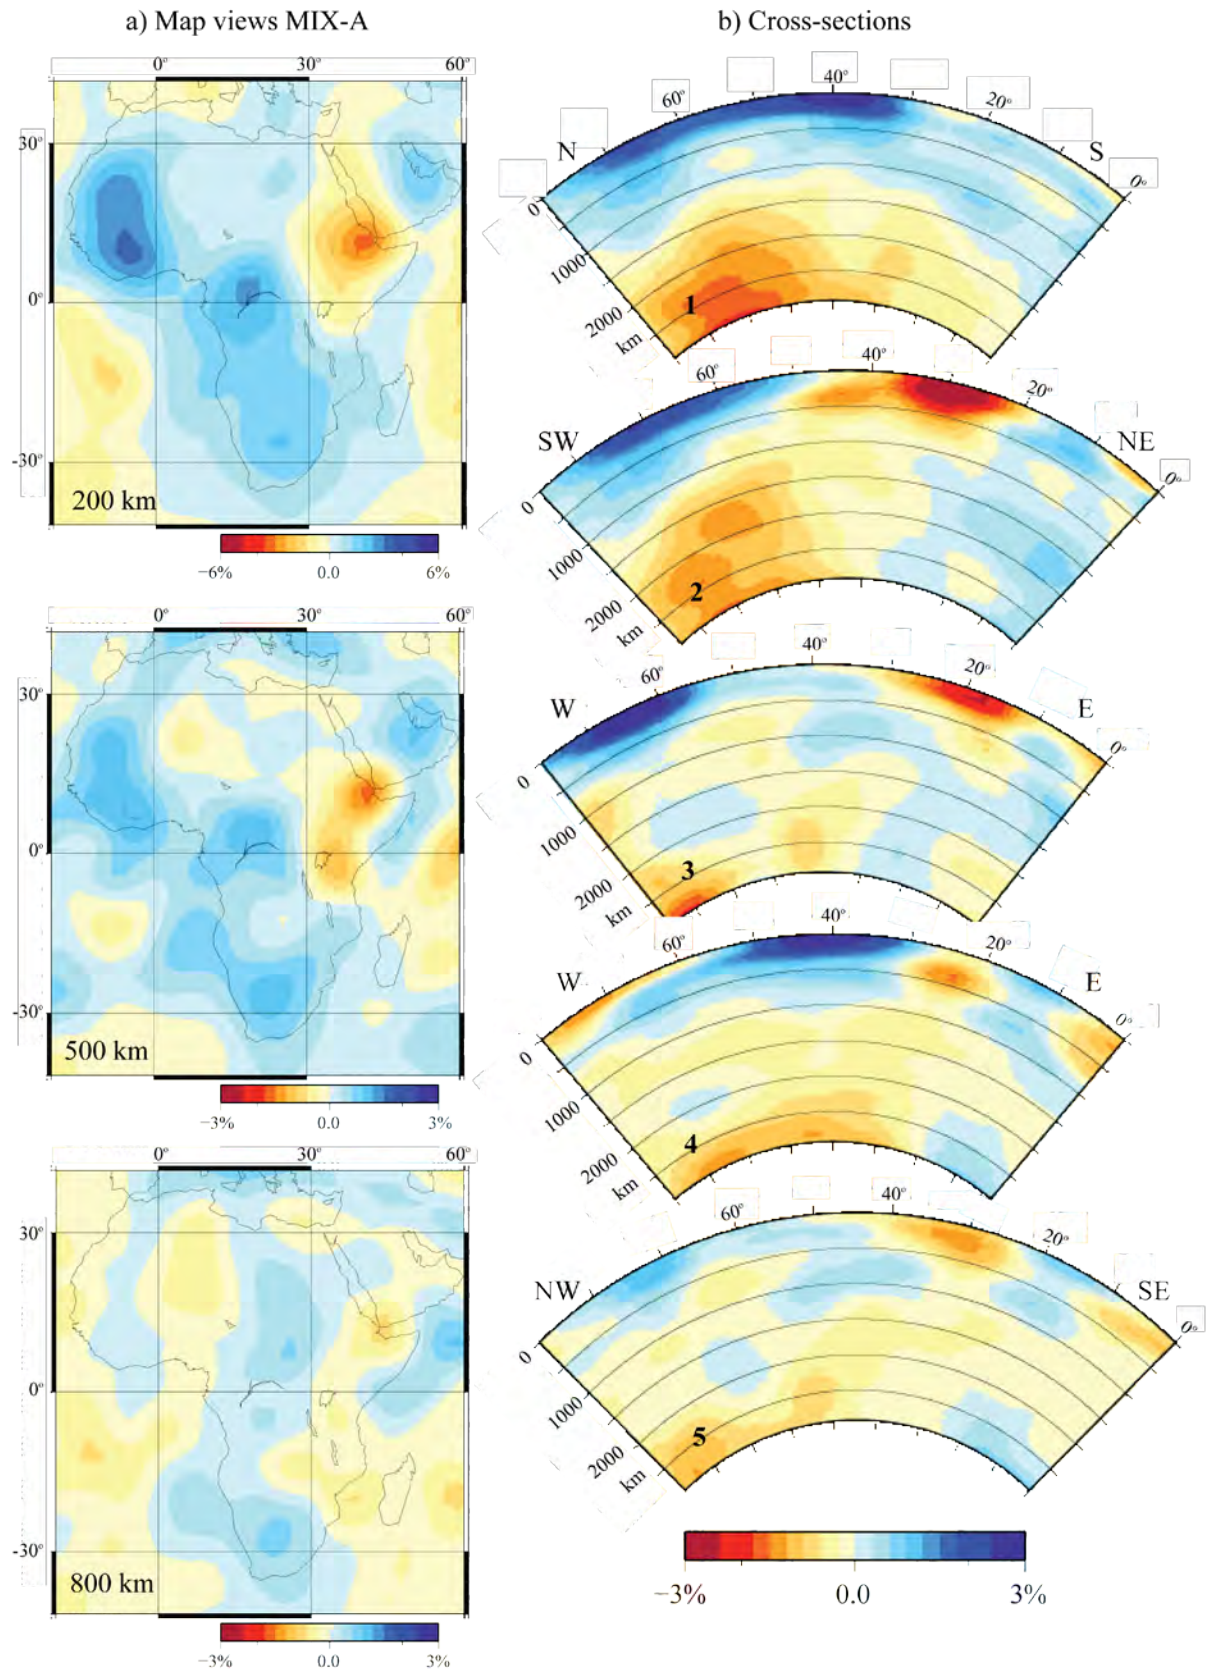 a) Map views MIX-A
0° 30° 60°
30°
0°
-30°
200 km
−6% 0.0 6%
0° 30° 60°
30°
0°
-30°
500 km
−3% 0.0 3%
0° 30° 60°
30°
0°
-30°
800 km
−3% 0.0 3%
b) Cross-sections
60° 40° 20° 0°
N S
0 1000 2000 km
1
60° 40° 20° 0°
SW NE
0 1000 2000 km
2
60° 40° 20° 0°
W E
0 1000 2000 km
3
60° 40° 20° 0°
W E
0 1000 2000 km
4
60° 40° 20° 0°
NW SE
0 1000 2000 km
5
−3% 0.0 3%